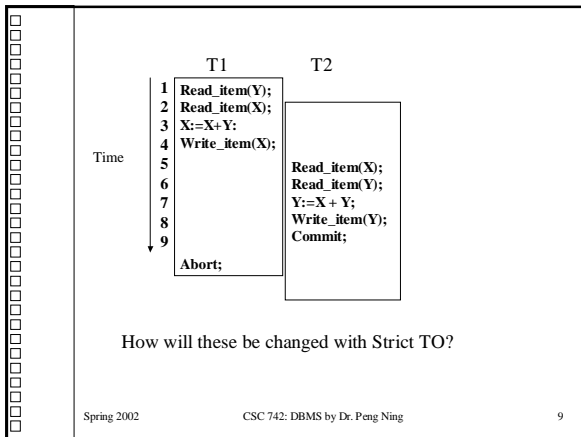 T1 T2
1 Read_item(Y);
2 Read_item(X);
3 X:=X+Y:
4 Write_item(X);
Time
5 Read_item(X);
6 Read_item(Y);
7 Y:=X + Y;
8 Write_item(Y);
9 Commit;
Abort;
How will these be changed with Strict TO?
Spring 2002 CSC 742: DBMS by Dr. Peng Ning 9